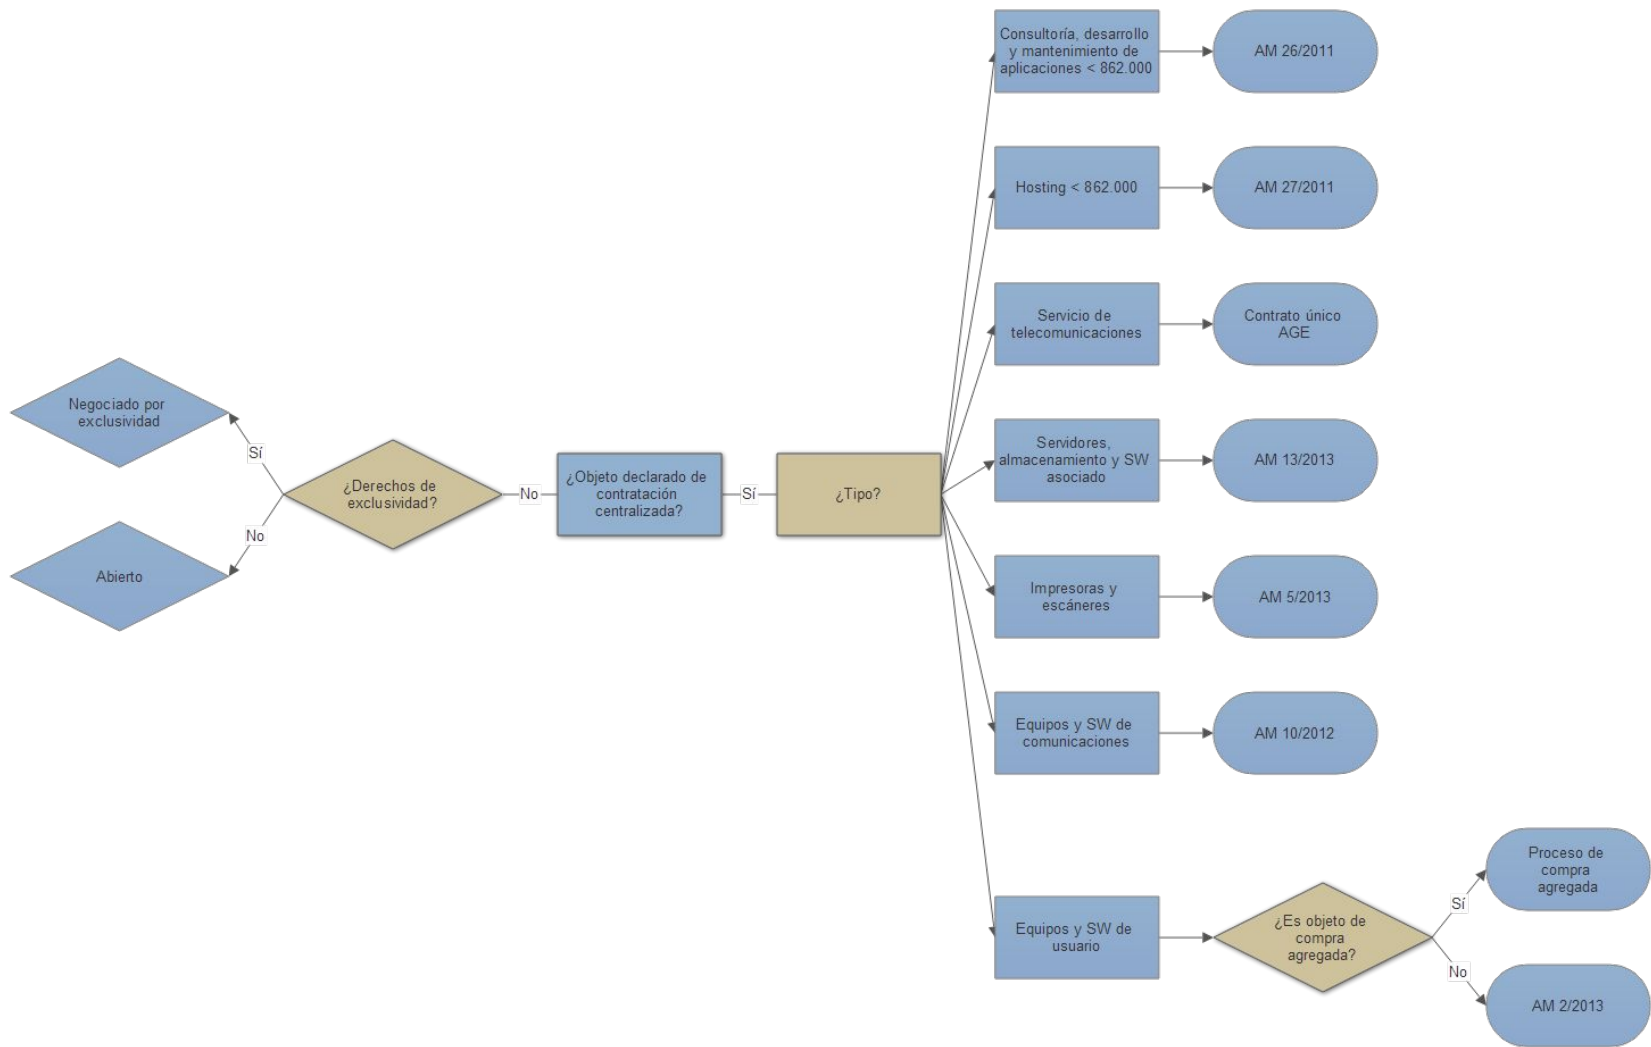 Consultoría, desarrollo
y mantenimiento de
aplicaciones < 862.000
AM 26/2011
Hosting < 862.000
AM 27/2011
Servicio de
telecomunicaciones
Contrato único
AGE
Negociado por
exclusividad
Sí
¿Derechos de
exclusividad?
No
Abierto
No
¿Objeto declarado de
contratación
centralizada?
Sí
¿Tipo?
Servidores,
almacenamiento y SW
asociado
AM 13/2013
Impresoras y
escáneres
AM 5/2013
Equipos y SW de
comunicaciones
AM 10/2012
Equipos y SW de
usuario
¿Es objeto de
compra
agregada?
Sí
Proceso de
compra
agregada
No
AM 2/2013